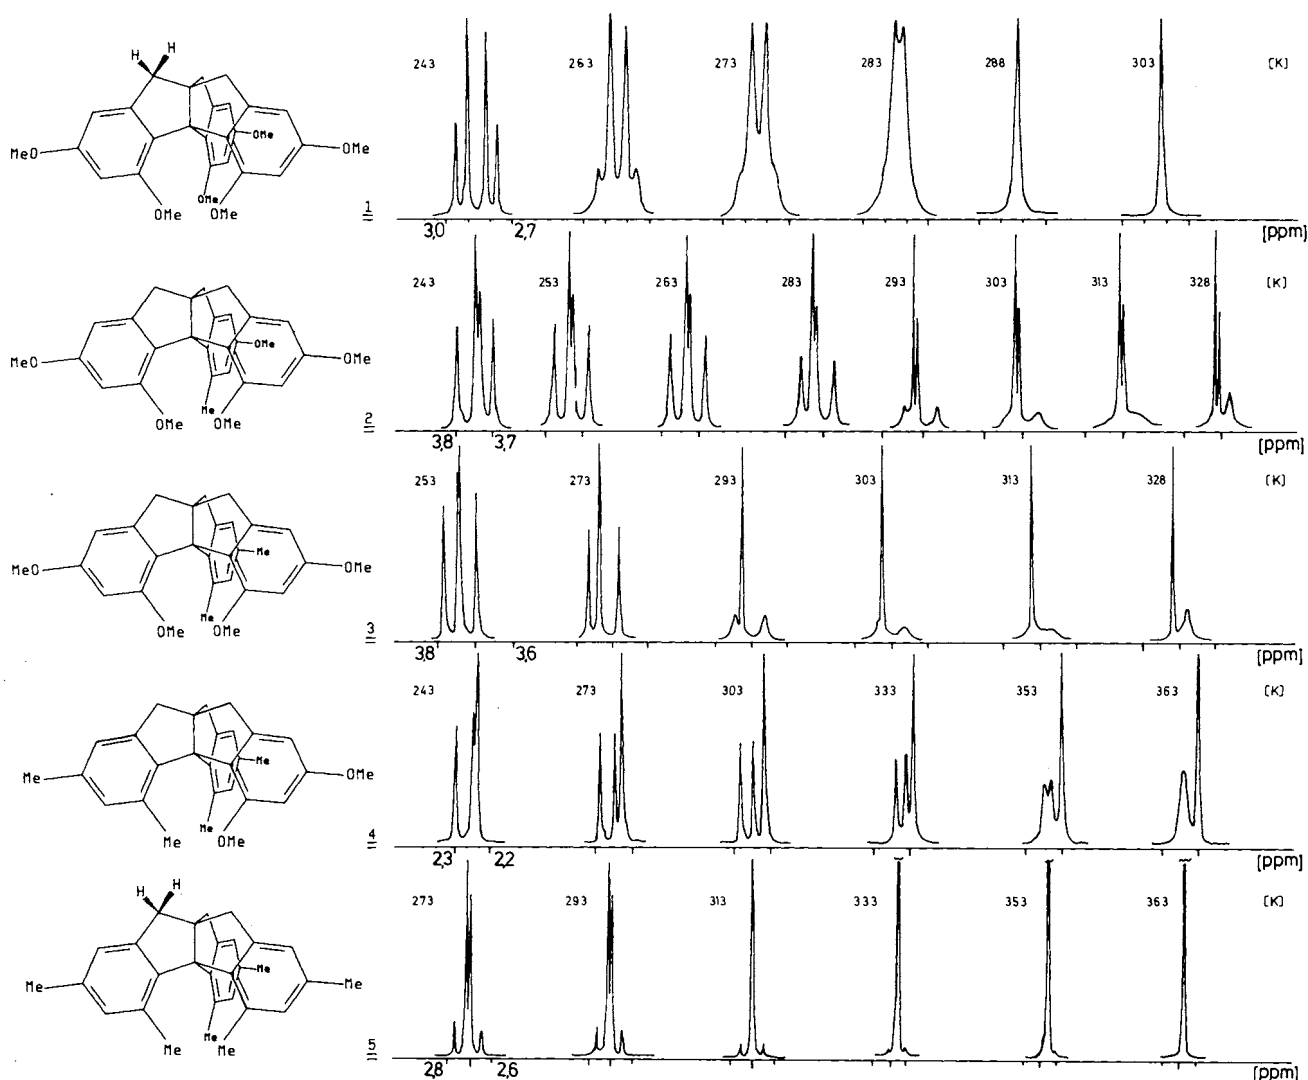 H H
243 263 273 283 288 303 [K]
MeO OMe OMe
OMe OMe OMe
1
3,0 2,7 [ppm]
243 253 263 283 293 303 313 328 [K]
MeO OMe OMe
OMe Me OMe
2
3,8 3,7 [ppm]
253 273 293 303 313 328 [K]
MeO Me OMe
OMe Me OMe
3
3,8 3,6 [ppm]
243 273 303 333 353 363 [K]
Me Me OMe
Me Me OMe
4
2,3 2,2 [ppm]
H H
273 293 313 333 353 363 [K]
Me Me Me
Me Me Me
5
2,8 2,6 [ppm]